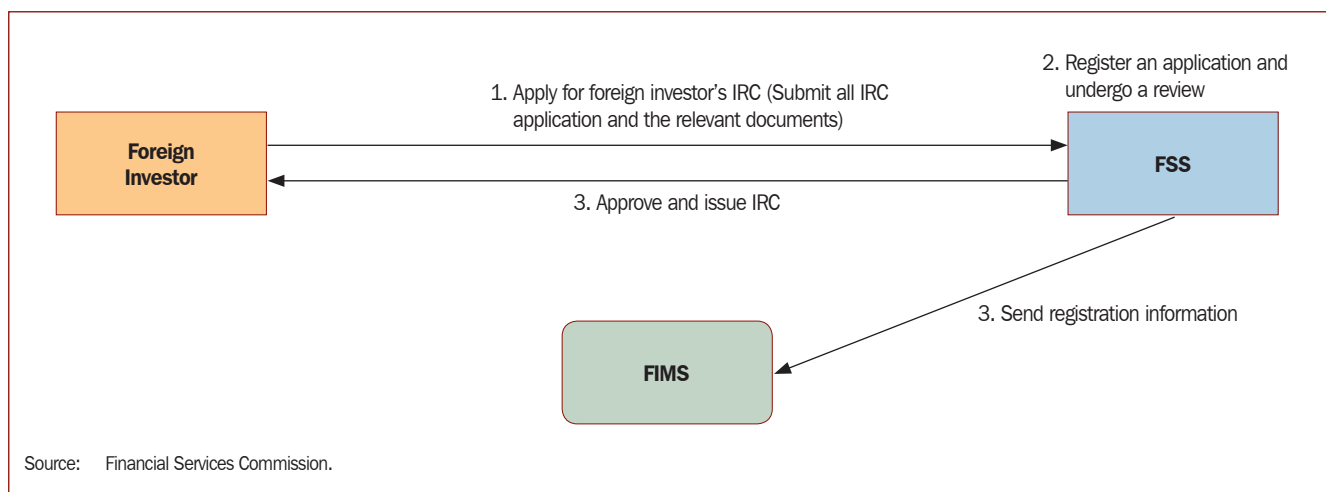 2. Register an application and
undergo a review
1. Apply for foreign investor's IRC (Submit all IRC
application and the relevant documents)
Foreign
Investor
FSS
3. Approve and issue IRC
3. Send registration information
FIMS
Source: Financial Services Commission.